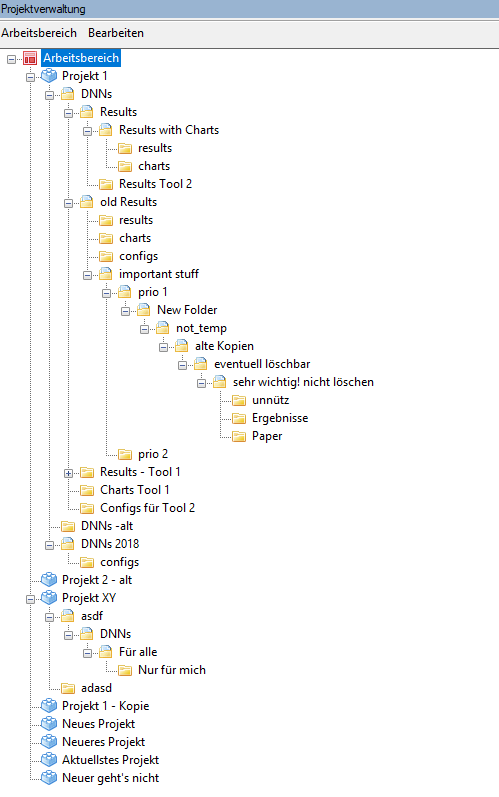 Projektverwaltung
Arbeitsbereich Bearbeiten
Arbeitsbereich
Projekt 1
DNNs
Results
Results with Charts
results
charts
Results Tool 2
old Results
results
charts
configs
important stuff
prio 1
New Folder
not_temp
alte Kopien
eventuell löschbar
sehr wichtig! nicht löschen
unnütz
Ergebnisse
Paper
prio 2
Results - Tool 1
Charts Tool 1
Configs für Tool 2
DNNs -alt
DNNs 2018
configs
Projekt 2 - alt
Projekt XY
asdf
DNNs
Für alle
Nur für mich
adasd
Projekt 1 - Kopie
Neues Projekt
Neueres Projekt
Aktuellstes Projekt
Neuer geht's nicht